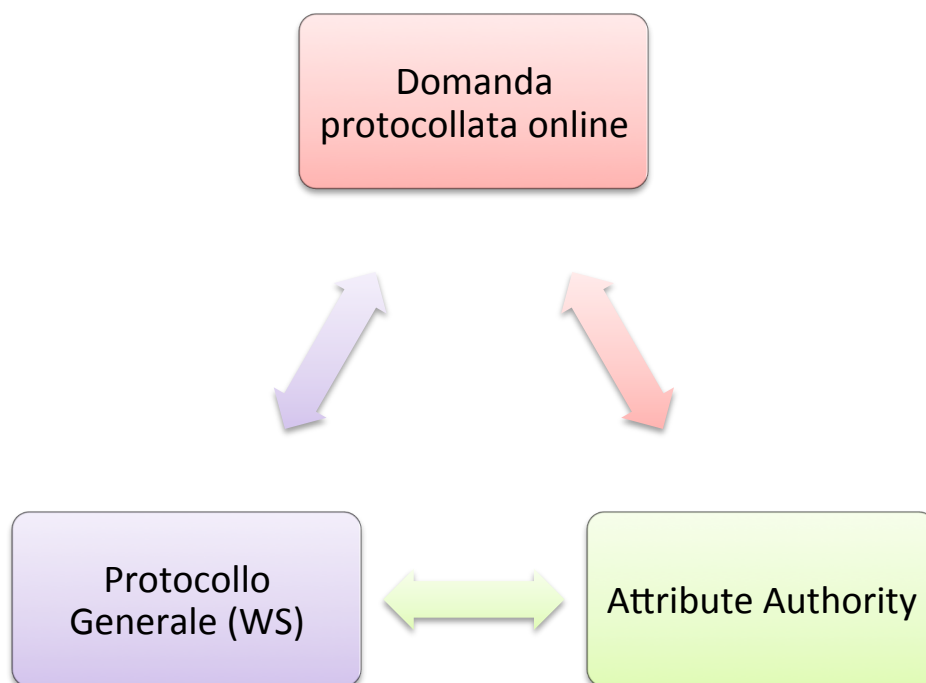 Domanda
protocollata online
Protocollo
Generale (WS)
Attribute Authority